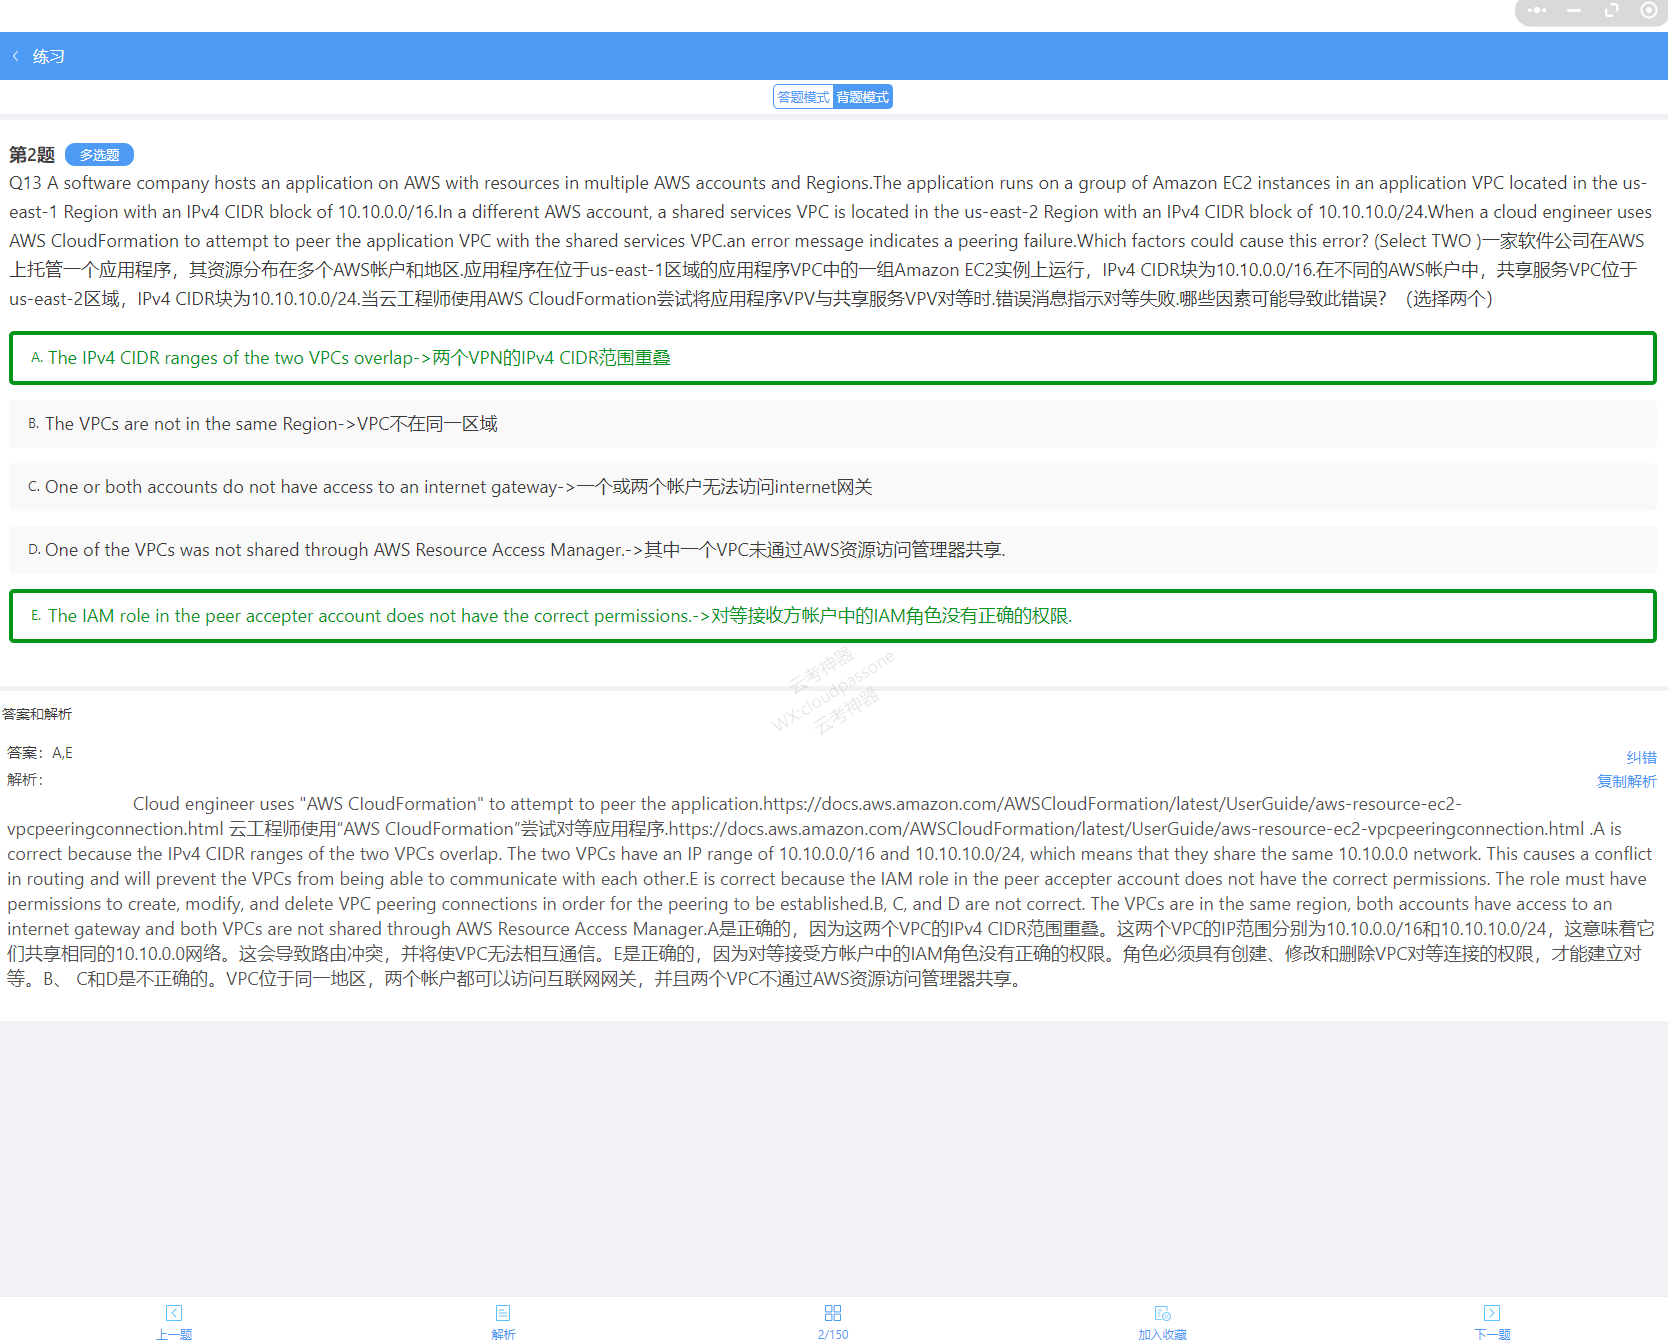 练习
答题模式 背题模式
第2题 多选题
Q13 A software company hosts an application on AWS with resources in multiple AWS accounts and Regions.The application runs on a group of Amazon EC2 instances in an application VPC located in the us-
east-1 Region with an IPv4 CIDR block of 10.10.0.0/16.In a different AWS account, a shared services VPC is located in the us-east-2 Region with an IPv4 CIDR block of 10.10.10.0/24.When a cloud engineer uses
AWS CloudFormation to attempt to peer the application VPC with the shared services VPC.an error message indicates a peering failure.Which factors could cause this error? (Select TWO )一家软件公司在AWS
上托管一个应用程序，其资源分布在多个AWS帐户和地区.应用程序在位于us-east-1区域的应用程序VPC中的一组Amazon EC2实例上运行，IPv4 CIDR块为10.10.0.0/16.在不同的AWS帐户中，共享服务VPC位于
us-east-2区域，IPv4 CIDR块为10.10.10.0/24.当云工程师使用AWS CloudFormation尝试将应用程序VPV与共享服务VPV对等时.错误消息指示对等失败.哪些因素可能导致此错误？（选择两个）
A. The IPv4 CIDR ranges of the two VPCs overlap->两个VPN的IPv4 CIDR范围重叠
B. The VPCs are not in the same Region->VPC不在同一区域
C. One or both accounts do not have access to an internet gateway->一个或两个帐户无法访问internet网关
D. One of the VPCs was not shared through AWS Resource Access Manager.->其中一个VPC未通过AWS资源访问管理器共享.
E. The IAM role in the peer accepter account does not have the correct permissions.->对等接收方帐户中的IAM角色没有正确的权限.
云考神器
WX:cloudpassone
云考神器
答案和解析
答案：A,E
纠错
解析：
复制解析
Cloud engineer uses "AWS CloudFormation" to attempt to peer the application.https://docs.aws.amazon.com/AWSCloudFormation/latest/UserGuide/aws-resource-ec2-
vpcpeeringconnection.html 云工程师使用“AWS CloudFormation”尝试对等应用程序.https://docs.aws.amazon.com/AWSCloudFormation/latest/UserGuide/aws-resource-ec2-vpcpeeringconnection.html .A is
correct because the IPv4 CIDR ranges of the two VPCs overlap. The two VPCs have an IP range of 10.10.0.0/16 and 10.10.10.0/24, which means that they share the same 10.10.0.0 network. This causes a conflict
in routing and will prevent the VPCs from being able to communicate with each other.E is correct because the IAM role in the peer accepter account does not have the correct permissions. The role must have
permissions to create, modify, and delete VPC peering connections in order for the peering to be established.B, C, and D are not correct. The VPCs are in the same region, both accounts have access to an
internet gateway and both VPCs are not shared through AWS Resource Access Manager.A是正确的，因为这两个VPC的IPv4 CIDR范围重叠。这两个VPC的IP范围分别为10.10.0.0/16和10.10.10.0/24，这意味着它
们共享相同的10.10.0.0网络。这会导致路由冲突，并将使VPC无法相互通信。E是正确的，因为对等接受方帐户中的IAM角色没有正确的权限。角色必须具有创建、修改和删除VPC对等连接的权限，才能建立对
等。B、 C和D是不正确的。VPC位于同一地区，两个帐户都可以访问互联网网关，并且两个VPC不通过AWS资源访问管理器共享。
上一题 解析 2/150 加入收藏 下一题